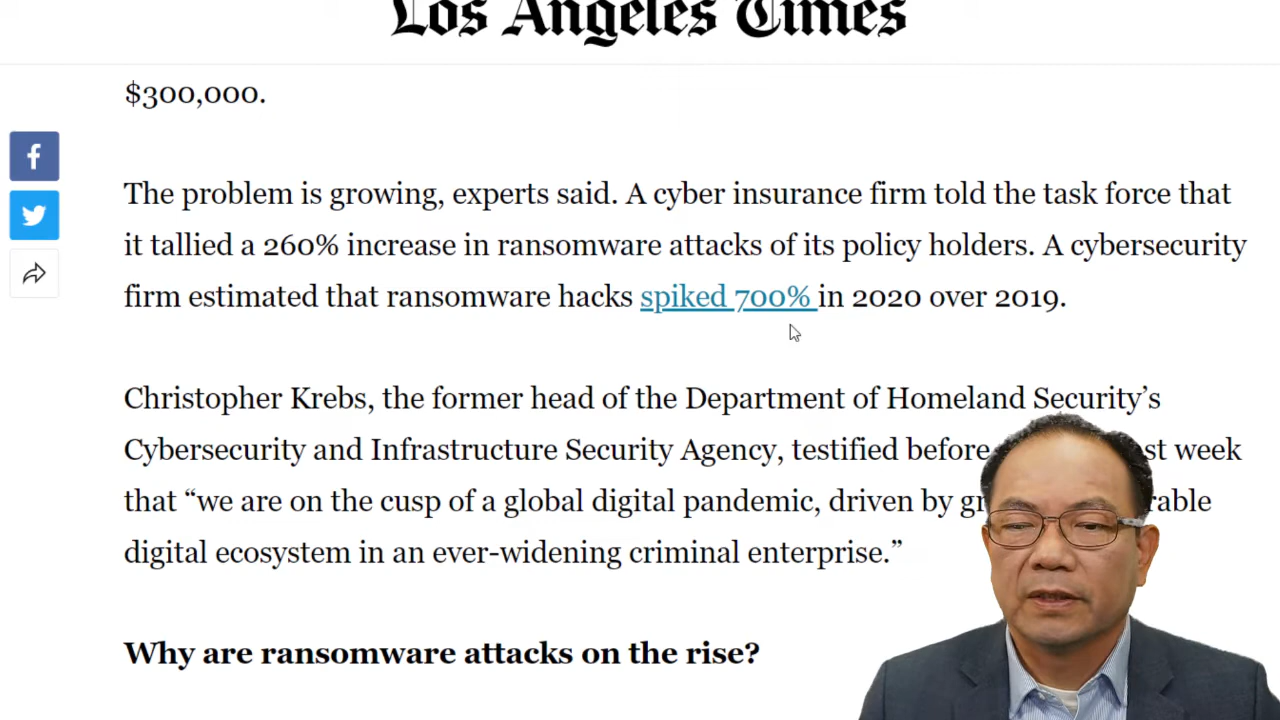 Los Angeles Times
$300,000.
The problem is growing, experts said. A cyber insurance firm told the task force that
it tallied a 260% increase in ransomware attacks of its policy holders. A cybersecurity
firm estimated that ransomware hacks spiked 700% in 2020 over 2019.
Christopher Krebs, the former head of the Department of Homeland Security’s
Cybersecurity and Infrastructure Security Agency, testified before week
that “we are on the cusp of a global digital pandemic, driven by
digital ecosystem in an ever-widening criminal enterprise.”
Why are ransomware attacks on the rise?